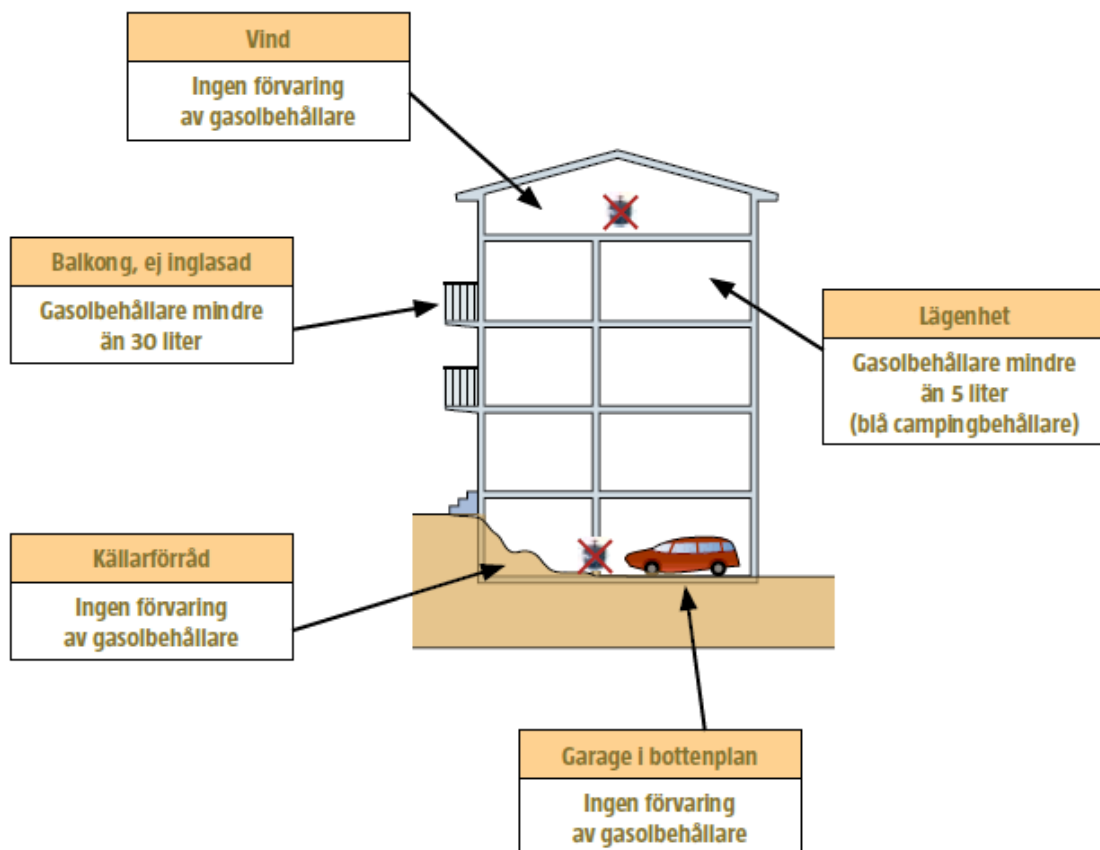 Vind
Ingen förvaring
av gasolbehållare
Balkong, ej inglasad
Gasolbehållare mindre
än 30 liter
Lägenhet
Gasolbehållare mindre
än 5 liter
(blå campingbehållare)
Källarförråd
Ingen förvaring
av gasolbehållare
Garage i bottenplan
Ingen förvaring
av gasolbehållare